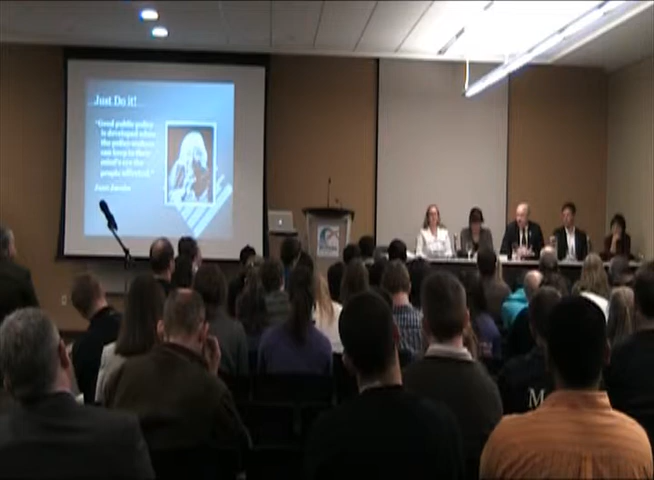 Just Do it!
"Good public policy
is developed when
the policy makers
can keep in their
mind's eye the
people affected."
Jane Jacobs
M